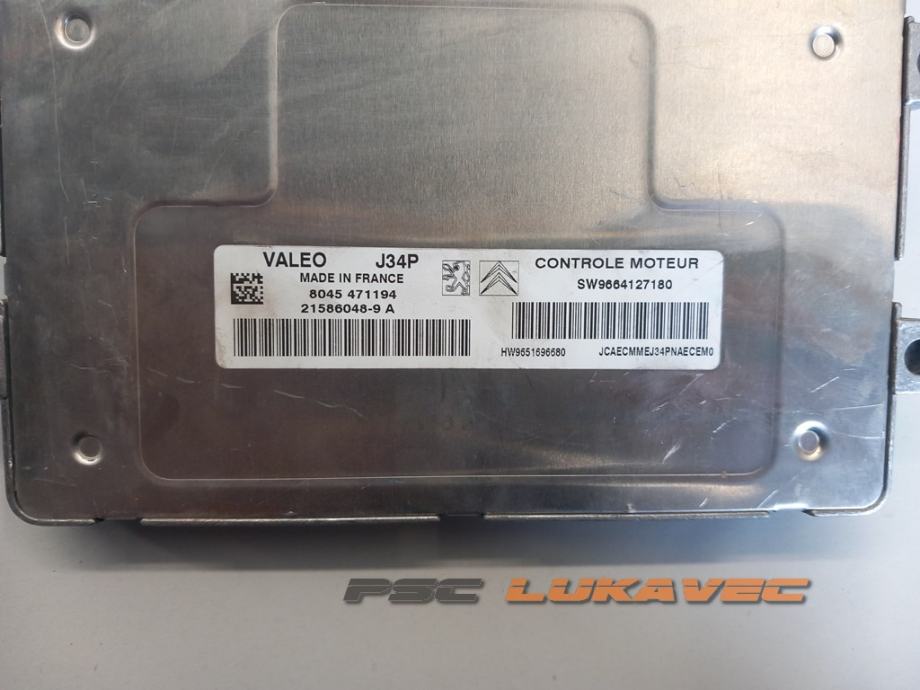 VALEO J34P
MADE IN FRANCE
8045 471194
21586048-9 A
CONTROLE MOTEUR
SW9664127180
HW9651696680 JCAECMMEJ34PNAECEM0
PSC LUKAVEC